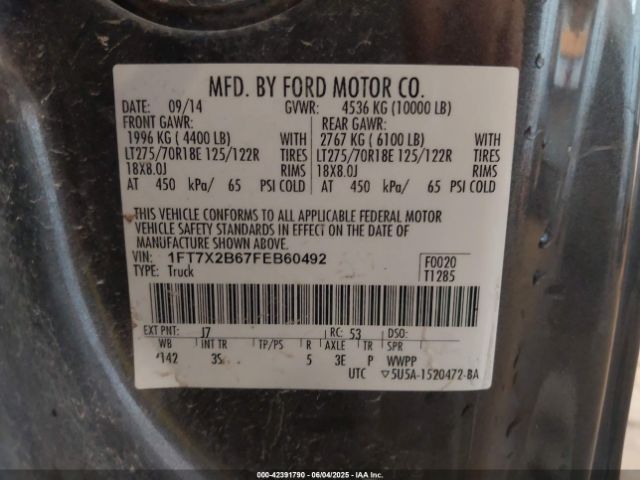 MFD. BY FORD MOTOR CO.
DATE: 09/14 GVWR: 4536 KG (10000 LB)
FRONT GAWR: REAR GAWR:
1996 KG ( 4400 LB) WITH 2767 KG ( 6100 LB) WITH
LT275/70R18E 125/122R TIRES LT275/70R18E 125/122R TIRES
18X8.0J RIMS 18X8.0J RIMS
AT 450 kPa/ 65 PSI COLD AT 450 kPa/ 65 PSI COLD
THIS VEHICLE CONFORMS TO ALL APPLICABLE FEDERAL MOTOR
VEHICLE SAFETY STANDARDS IN EFFECT ON THE DATE OF
MANUFACTURE SHOWN ABOVE.
VIN: 1FT7X2B67FEB60492 F0020
TYPE: Truck T1285
EXT PNT: J7 RC: 53 DSO:
WB INT TR TP/PS R AXLE TR SPR
142 3S 5 3E P WWPP
UTC ▽5U5A-1520472-BA
00-42391790 - 06/04/2025 - IAA Inc.